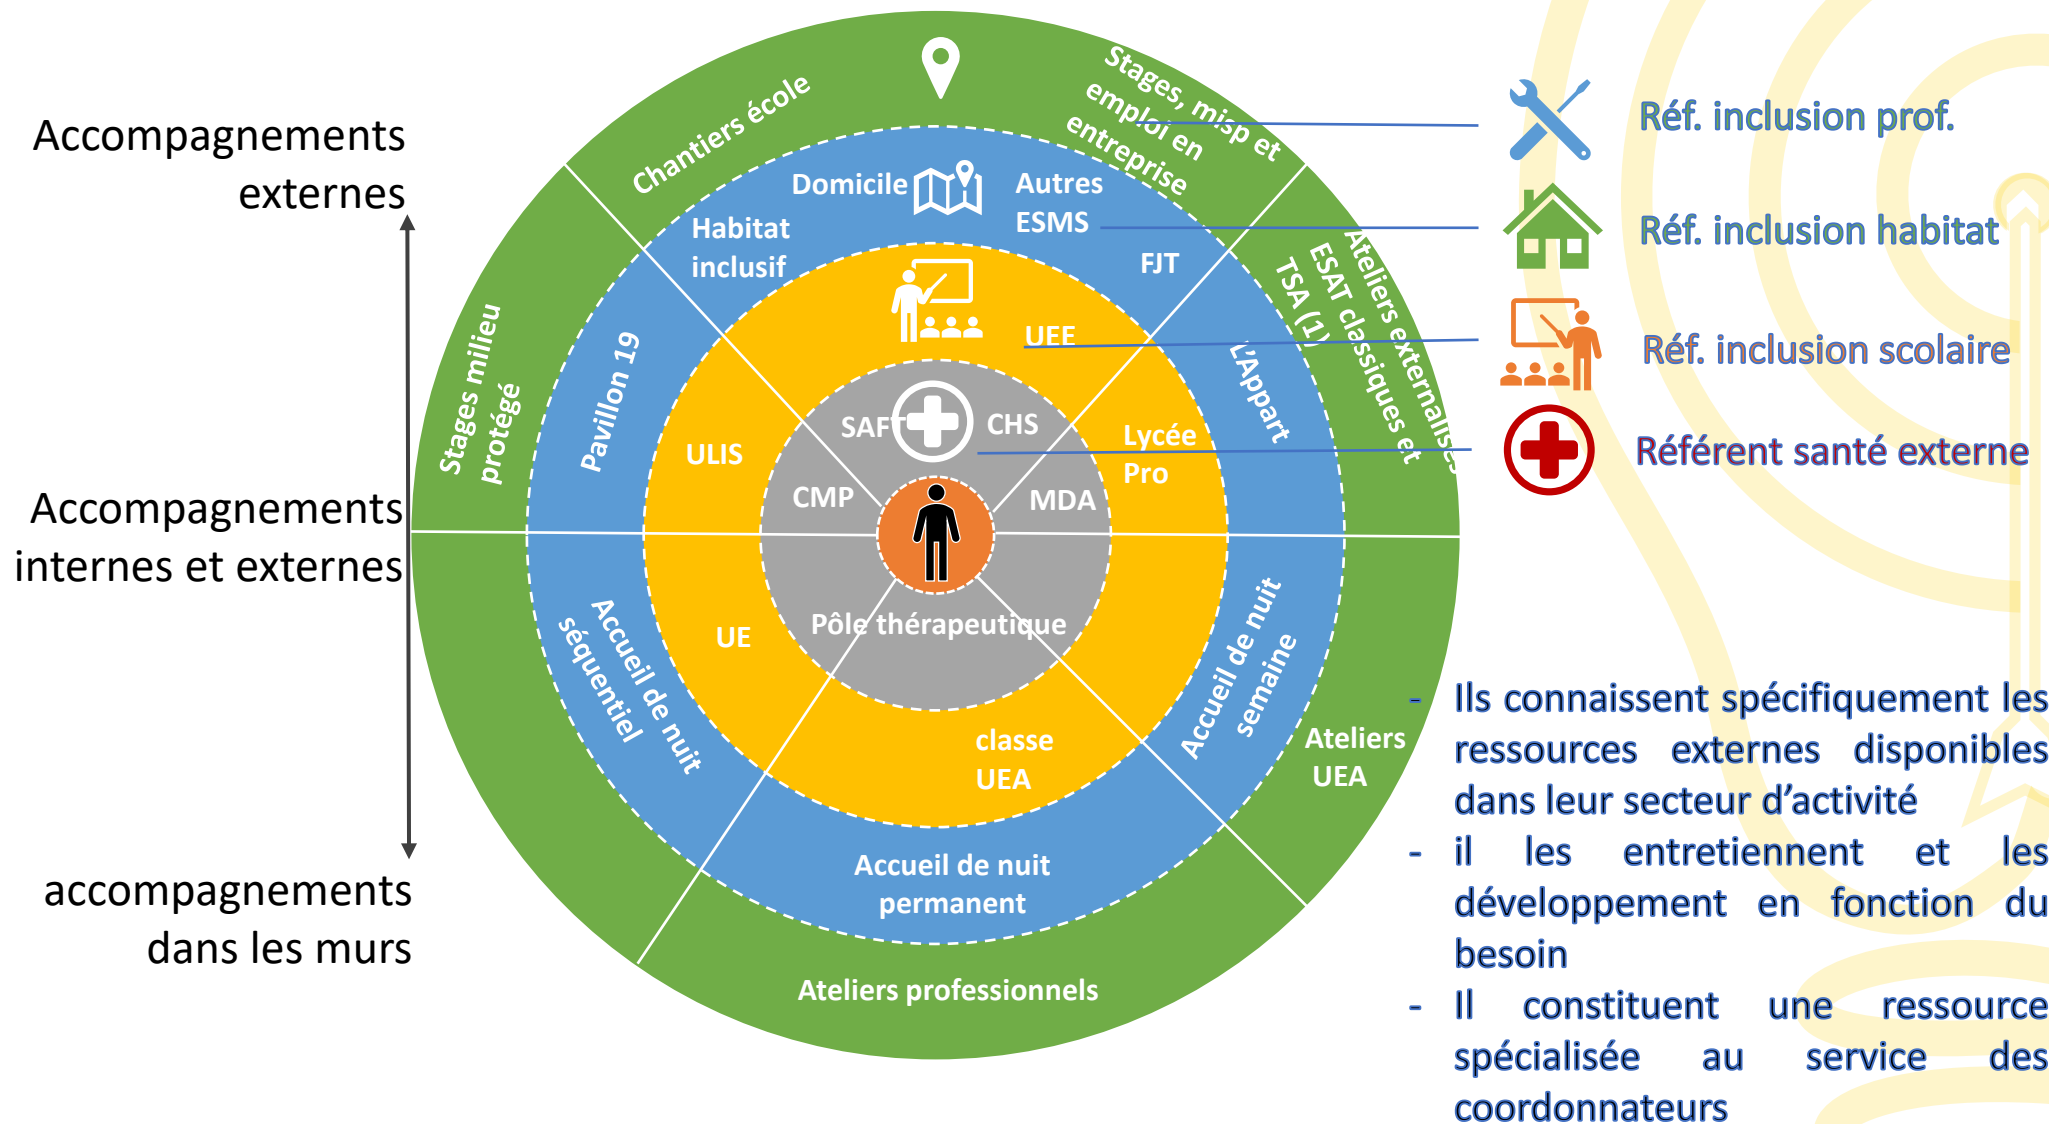 Accompagnements
externes
Accompagnements
internes et externes
accompagnements
dans les murs
Chantiers école
Stages, misp et
emploi en
entreprise
Stages milieu
protégé
Ateliers externalisés
ESAT classiques et
TSA (1)
Ateliers
UEA
Ateliers professionnels
Domicile
Autres
ESMS
Habitat
inclusif
FJT
Pavillon 19
L'Appart
Accueil de nuit
séquentiel
Accueil de nuit
semaine
Accueil de nuit
permanent
UEE
ULIS
Lycée
Pro
UE
classe
UEA
SAFT
CHS
CMP
MDA
Pôle thérapeutique
Réf. inclusion prof.
Réf. inclusion habitat
Réf. inclusion scolaire
Référent santé externe
- Ils connaissent spécifiquement les
ressources externes disponibles
dans leur secteur d’activité
- il les entretiennent et les
développement en fonction du
besoin
- Il constituent une ressource
spécialisée au service des
coordonnateurs